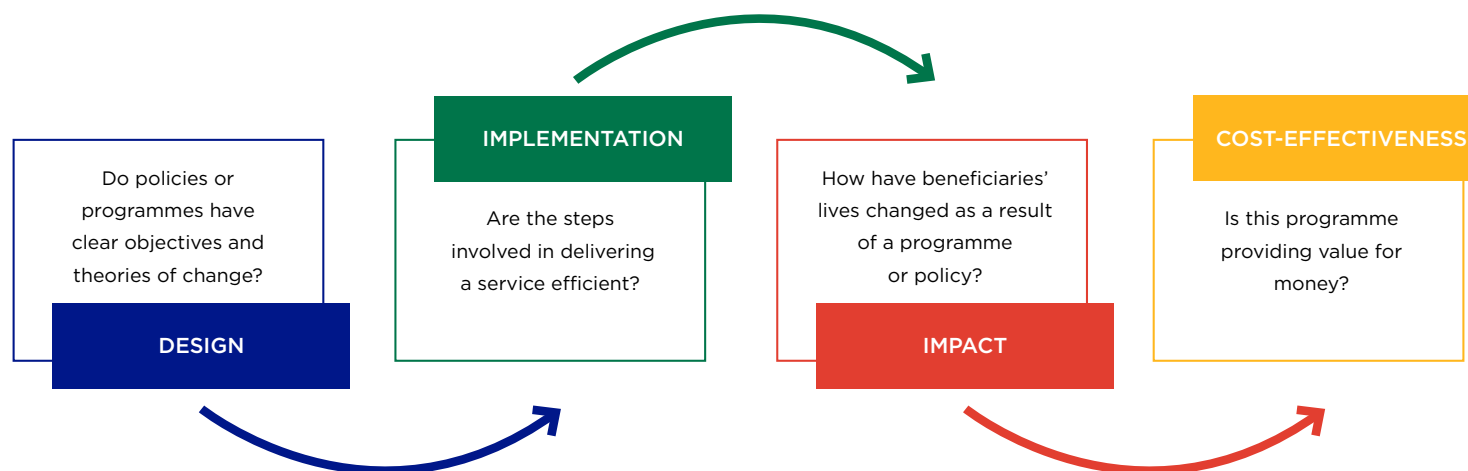 Do policies or
programmes have
clear objectives and
theories of change?
DESIGN
IMPLEMENTATION
Are the steps
involved in delivering
a service efficient?
How have beneficiaries’
lives changed as a result
of a programme
or policy?
IMPACT
COST-EFFECTIVENESS
Is this programme
providing value for
money?